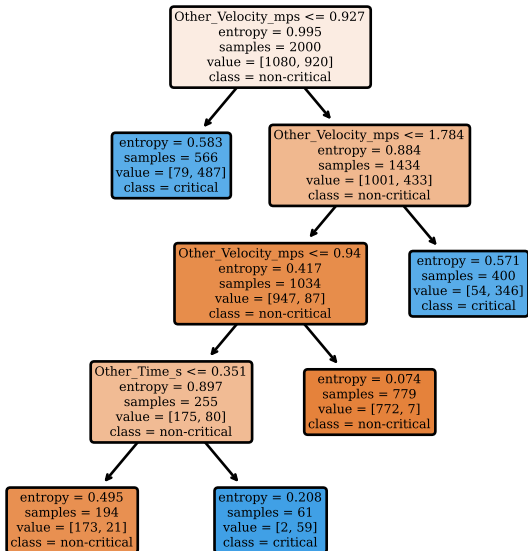 Other_Velocity_mps <= 0.927
entropy = 0.995
samples = 2000
value = [1080, 920]
class = non-critical
entropy = 0.583
samples = 566
value = [79, 487]
class = critical
Other_Velocity_mps <= 1.784
entropy = 0.884
samples = 1434
value = [1001, 433]
class = non-critical
Other_Velocity_mps <= 0.94
entropy = 0.417
samples = 1034
value = [947, 87]
class = non-critical
entropy = 0.571
samples = 400
value = [54, 346]
class = critical
Other_Time_s <= 0.351
entropy = 0.897
samples = 255
value = [175, 80]
class = non-critical
entropy = 0.074
samples = 779
value = [772, 7]
class = non-critical
entropy = 0.495
samples = 194
value = [173, 21]
class = non-critical
entropy = 0.208
samples = 61
value = [2, 59]
class = critical